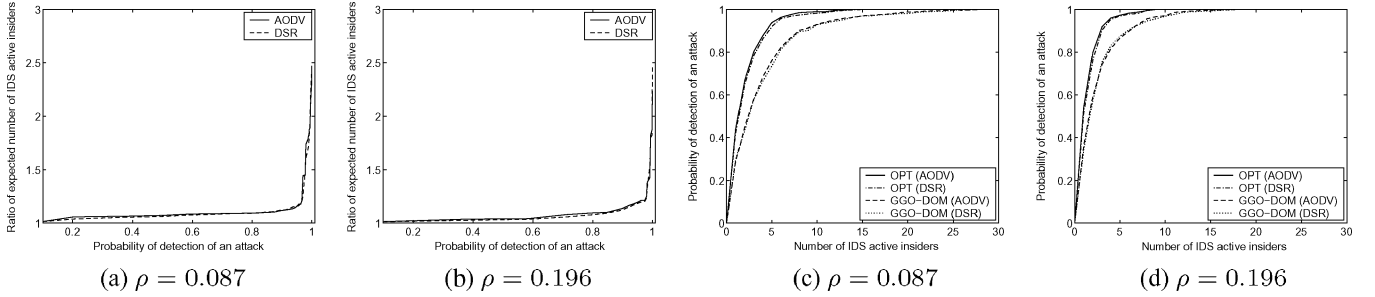 Ratio of expected number of IDS active insiders
3
2.5
2
1.5
1
0.2
0.4
0.6
0.8
1
Probability of detection of an attack
AODV
DSR
(a) ρ = 0.087
Ratio of expected number of IDS active insiders
3
2.5
2
1.5
1
0.2
0.4
0.6
0.8
1
Probability of detection of an attack
AODV
DSR
(b) ρ = 0.196
Probability of detection of an attack
1
0.8
0.6
0.4
0.2
0
0
5
10
15
20
25
30
Number of IDS active insiders
OPT (AODV)
OPT (DSR)
GGO-DOM (AODV)
GGO-DOM (DSR)
(c) ρ = 0.087
Probability of detection of an attack
1
0.8
0.6
0.4
0.2
0
0
5
10
15
20
25
30
Number of IDS active insiders
OPT (AODV)
OPT (DSR)
GGO-DOM (AODV)
GGO-DOM (DSR)
(d) ρ = 0.196